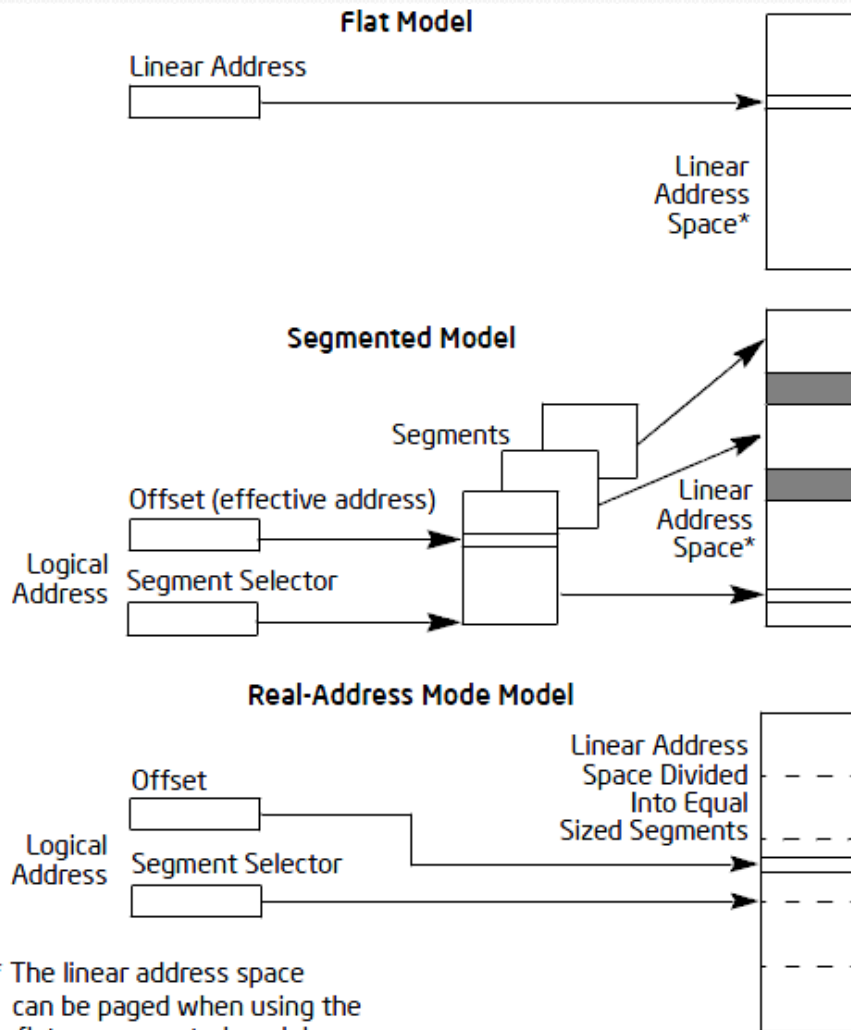 Flat Model
Linear Address
Linear
Address
Space*
Segmented Model
Segments
Offset (effective address)
Linear
Address
Space*
Logical
Address
Segment Selector
Real-Address Mode Model
Linear Address
Space Divided
Into Equal
Sized Segments
Offset
Logical
Address
Segment Selector
* The linear address space
can be paged when using the